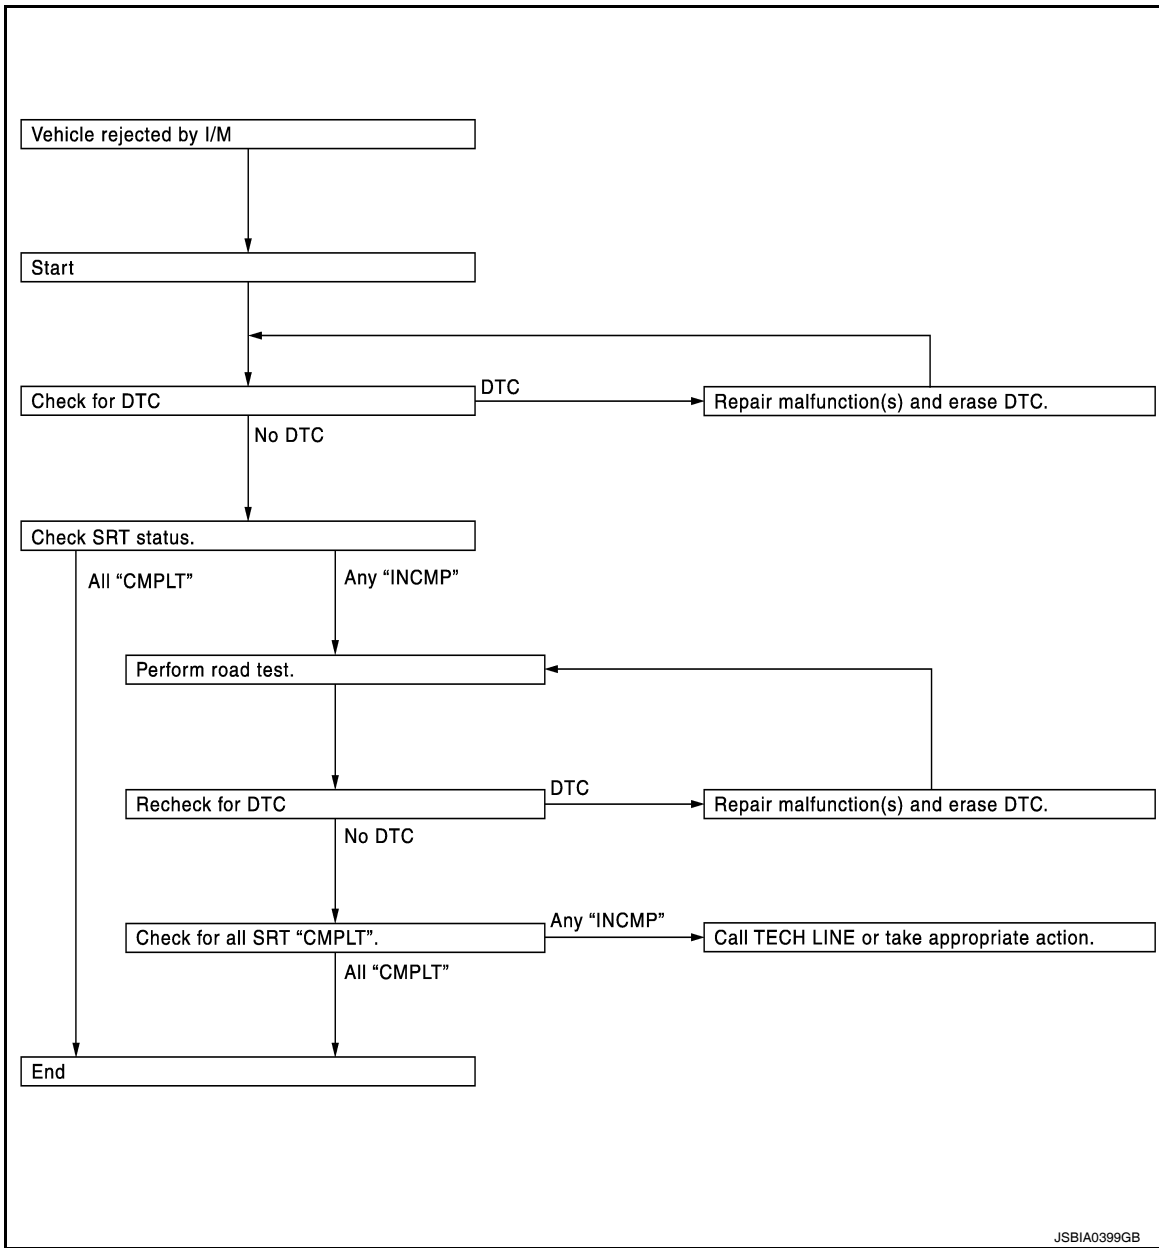 Vehicle rejected by I/M
Start
Check for DTC
DTC
Repair malfunction(s) and erase DTC.
No DTC
Check SRT status.
All “CMPLT”
Any “INCMP”
Perform road test.
Recheck for DTC
DTC
Repair malfunction(s) and erase DTC.
No DTC
Check for all SRT “CMPLT”.
Any “INCMP”
Call TECH LINE or take appropriate action.
All “CMPLT”
End
JSBIA0399GB